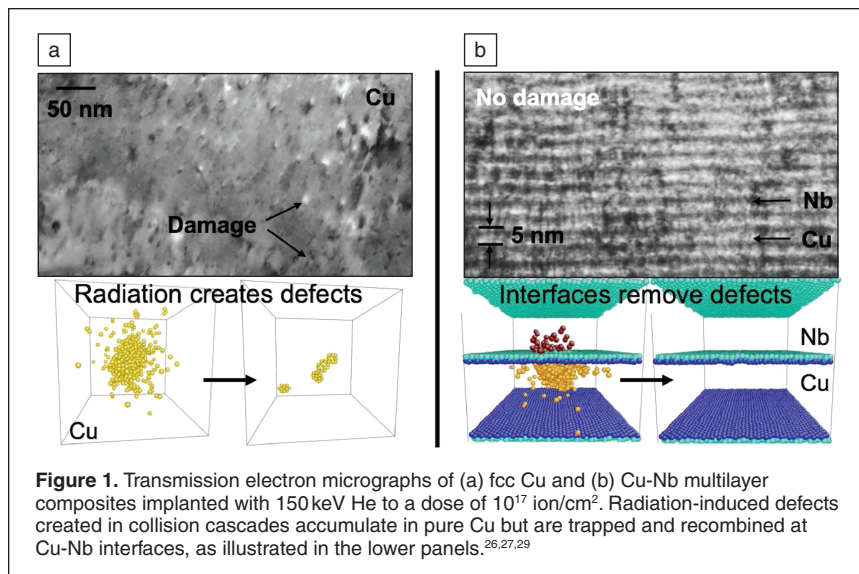 a
50 nm
Cu
Damage
Radiation creates defects
Cu
b
No damage
Nb
5 nm
Cu
Interfaces remove defects
Nb
Cu
Figure 1. Transmission electron micrographs of (a) fcc Cu and (b) Cu-Nb multilayer
composites implanted with 150 keV He to a dose of 10¹⁷ ion/cm². Radiation-induced defects
created in collision cascades accumulate in pure Cu but are trapped and recombined at
Cu-Nb interfaces, as illustrated in the lower panels.²⁶,²⁷,²⁹